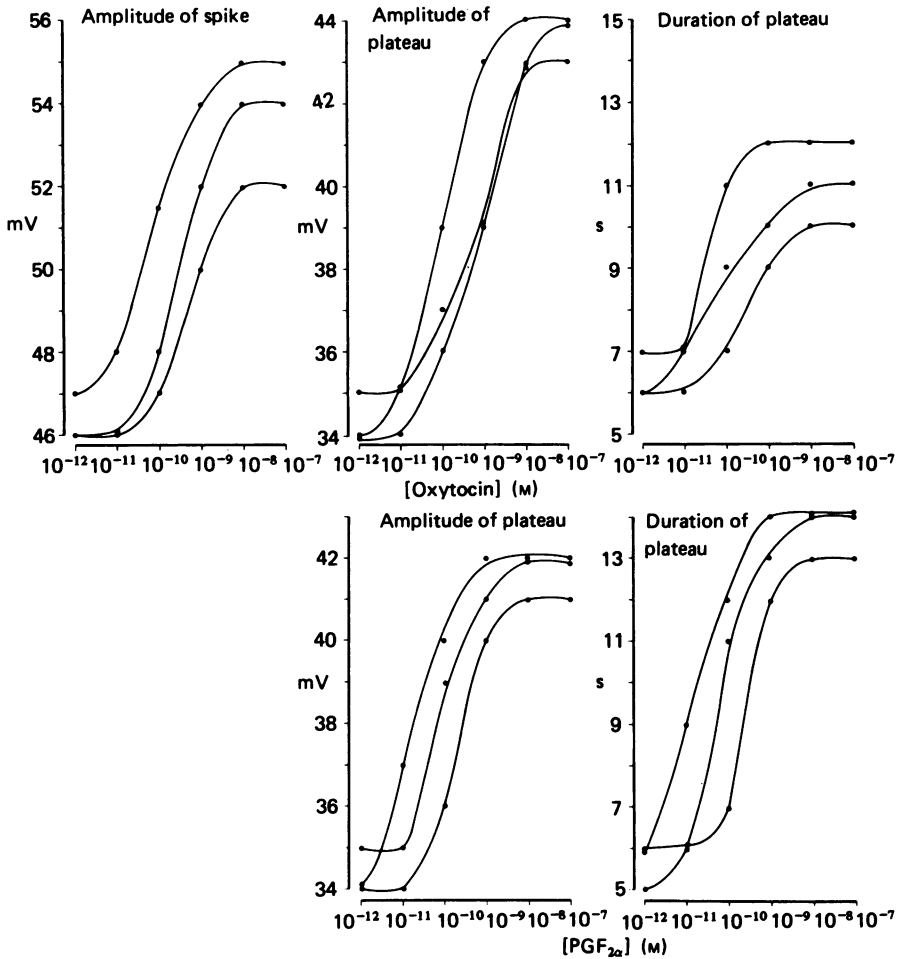 Amplitude of spike
56
54
52
mV
50
48
46
10⁻¹² 10⁻¹¹ 10⁻¹⁰ 10⁻⁹ 10⁻⁸ 10⁻⁷
Amplitude of
plateau
44
42
40
mV
38
36
34
10⁻¹² 10⁻¹¹ 10⁻¹⁰ 10⁻⁹ 10⁻⁸ 10⁻⁷
Duration of plateau
15
13
11
s
9
7
5
10⁻¹² 10⁻¹¹ 10⁻¹⁰ 10⁻⁹ 10⁻⁸ 10⁻⁷
[Oxytocin] (M)
Amplitude of plateau
42
40
mV
38
36
34
10⁻¹² 10⁻¹¹ 10⁻¹⁰ 10⁻⁹ 10⁻⁸ 10⁻⁷
Duration of
plateau
13
11
s
9
7
5
10⁻¹² 10⁻¹¹ 10⁻¹⁰ 10⁻⁹ 10⁻⁸ 10⁻⁷
[PGF₂α] (M)